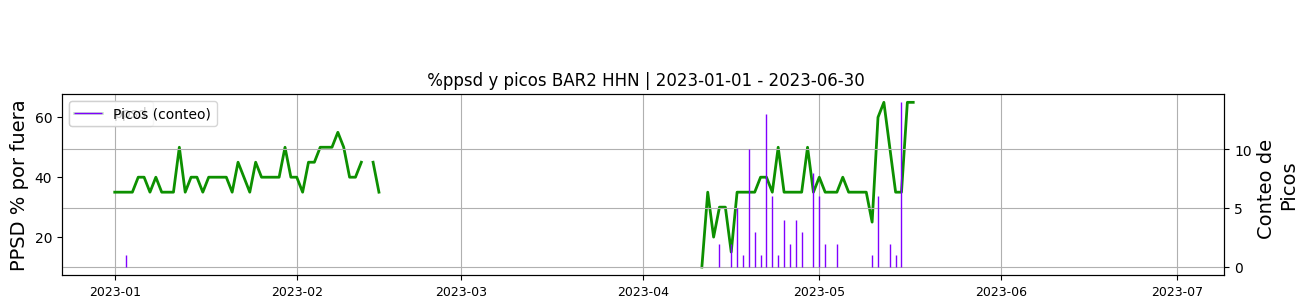 %ppsd y picos BAR2 HHN | 2023-01-01 - 2023-06-30
Picos (conteo)
PPSD % por fuera
60
40
20
10
5
0
Conteo de
Picos
2023-01
2023-02
2023-03
2023-04
2023-05
2023-06
2023-07